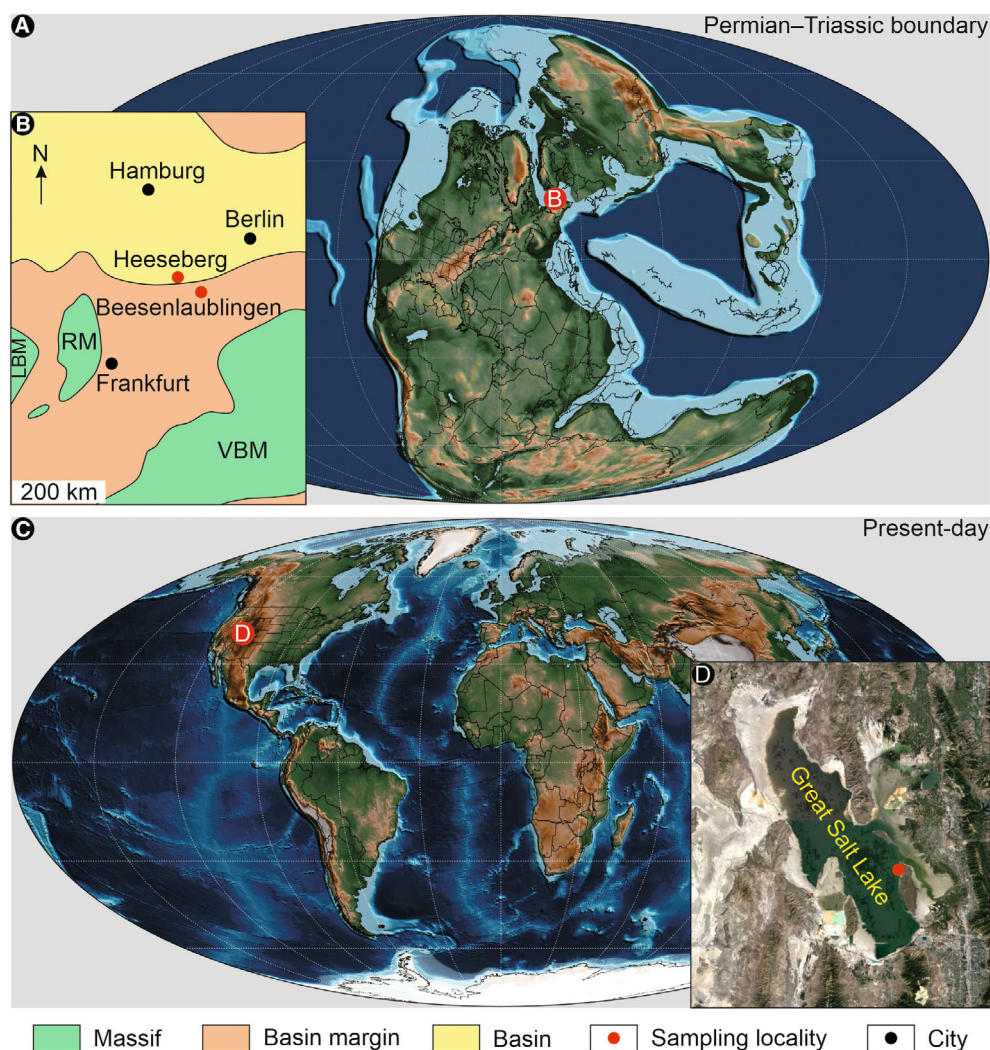 A
Permian–Triassic boundary
B
N
Hamburg
Berlin
Heeseberg
Beesenlaublingen
RM
LBM
Frankfurt
VBM
200 km
B
C
Present-day
D
D
Great Salt Lake
Massif
Basin margin
Basin
Sampling locality
City